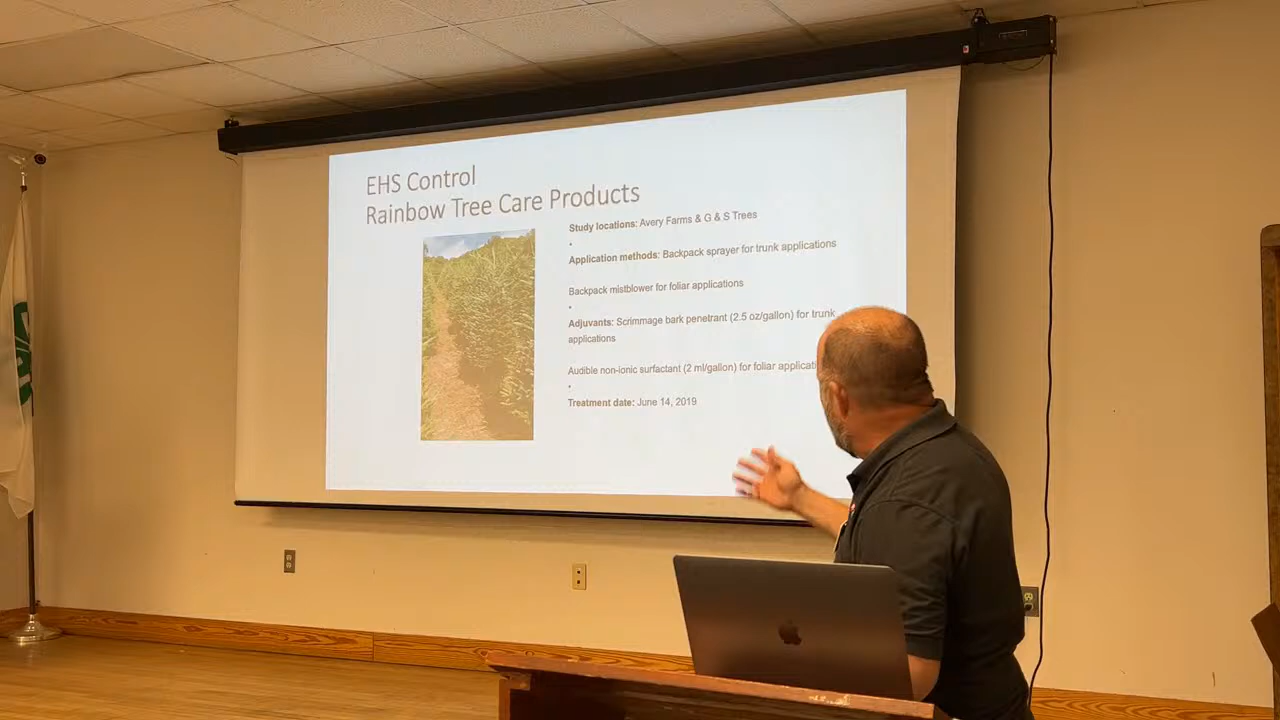 EHS Control
Rainbow Tree Care Products
Study locations: Avery Farms & G & S Trees
•
Application methods: Backpack sprayer for trunk applications
Backpack mistblower for foliar applications
•
Adjuvants: Scrimmage bark penetrant (2.5 oz/gallon) for trunk
applications
Audible non-ionic surfactant (2 ml/gallon) for foliar applicati
•
Treatment date: June 14, 2019